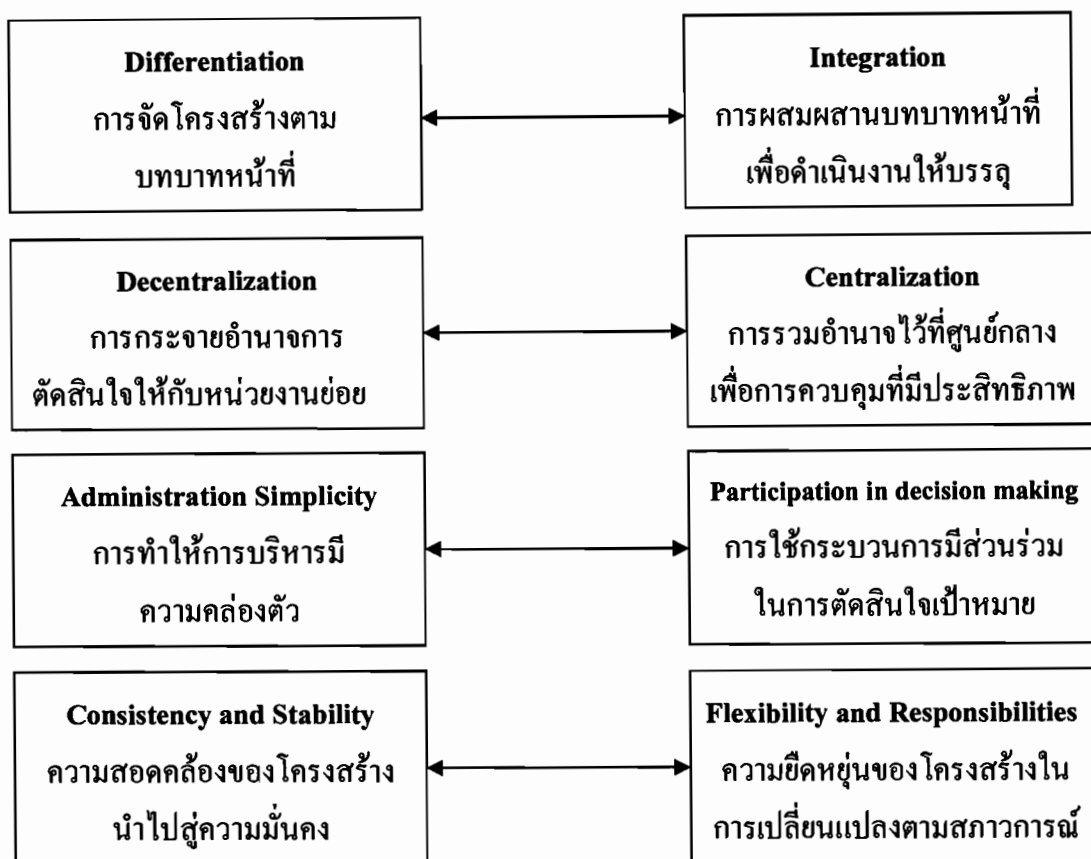 Differentiation
การจัดโครงสร้างตาม
บทบาทหน้าที่
Integration
การผสมผสานบทบาทหน้าที่
เพื่อดำเนินงานให้บรรลุ
Decentralization
การกระจายอำนาจการ
ตัดสินใจให้กับหน่วยงานย่อย
Centralization
การรวมอำนาจไว้ที่ศูนย์กลาง
เพื่อการควบคุมที่มีประสิทธิภาพ
Administration Simplicity
การทำให้การบริหารมี
ความคล่องตัว
Participation in decision making
การใช้กระบวนการมีส่วนร่วม
ในการตัดสินใจเป้าหมาย
Consistency and Stability
ความสอดคล้องของโครงสร้าง
นำไปสู่ความมั่นคง
Flexibility and Responsibilities
ความยืดหยุ่นของโครงสร้างใน
การเปลี่ยนแปลงตามสภาวการณ์